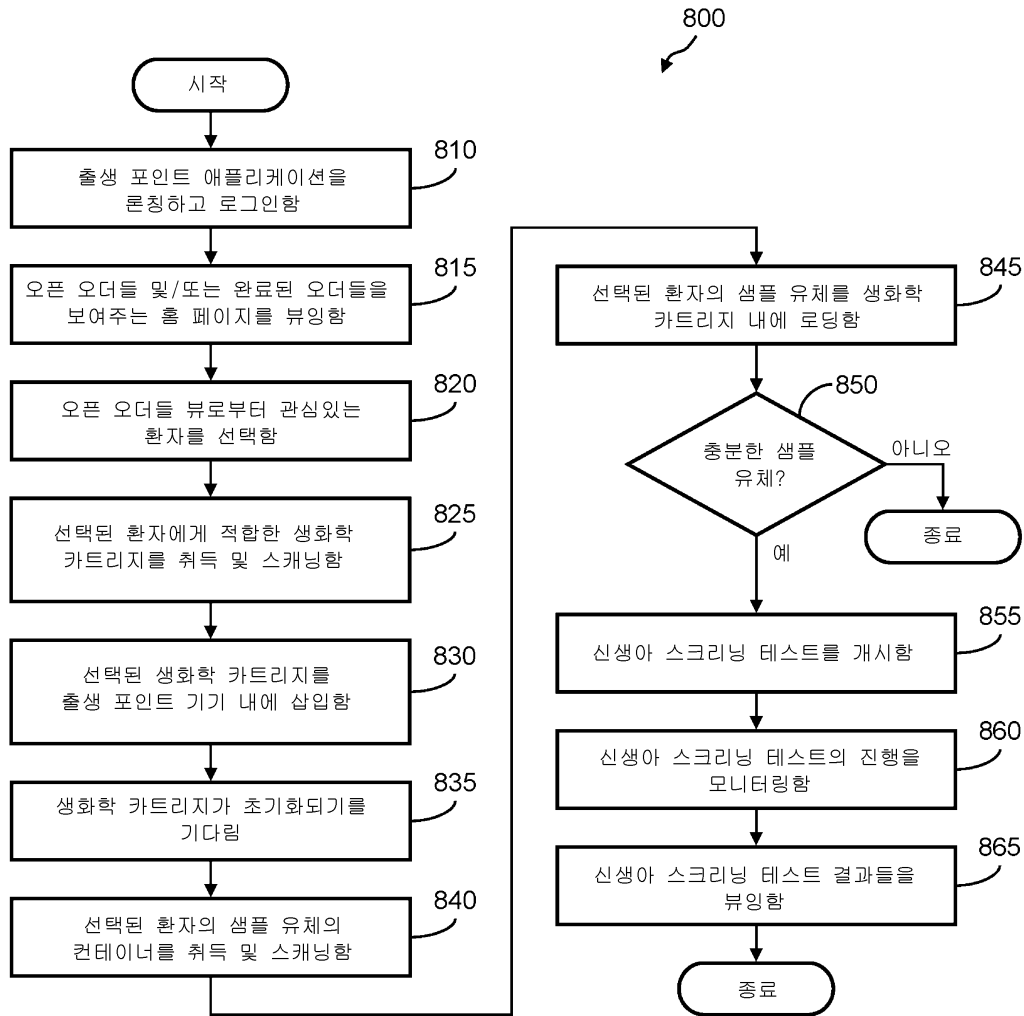 800
시작
810
출생 포인트 애플리케이션을
론칭하고 로그인함
815
오픈 오더들 및/또는 완료된 오더들을
보여주는 홈 페이지를 뷰잉함
820
오픈 오더들 뷰로부터 관심있는
환자를 선택함
825
선택된 환자에게 적합한 생화학
카트리지를 취득 및 스캐닝함
830
선택된 생화학 카트리지를
출생 포인트 기기 내에 삽입함
835
생화학 카트리지가 초기화되기를
기다림
840
선택된 환자의 샘플 유체의
컨테이너를 취득 및 스캐닝함
845
선택된 환자의 샘플 유체를 생화학
카트리지 내에 로딩함
850
충분한 샘플
유체?
아니오
종료
예
855
신생아 스크리닝 테스트를 개시함
860
신생아 스크리닝 테스트의 진행을
모니터링함
865
신생아 스크리닝 테스트 결과들을
뷰잉함
종료